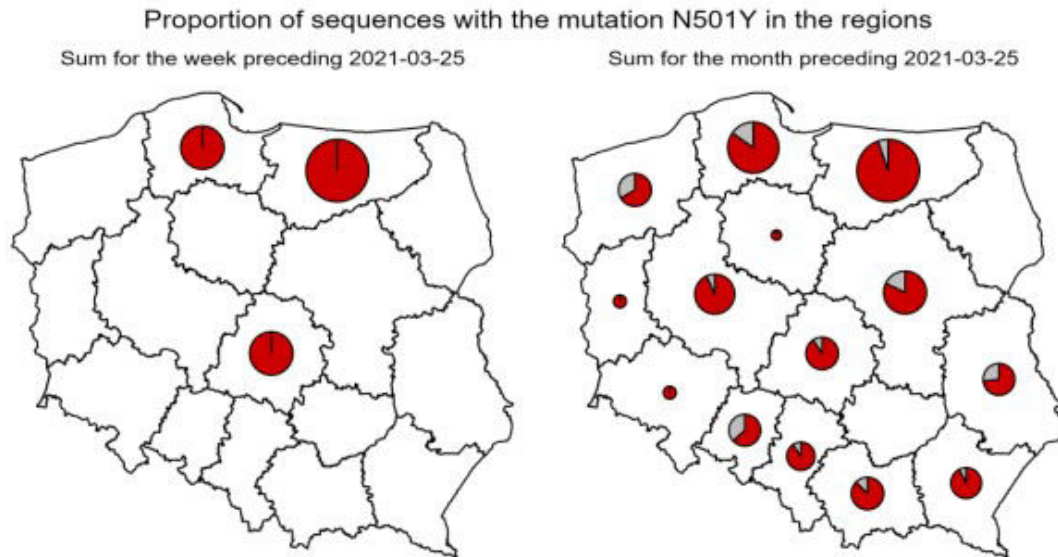 Proportion of sequences with the mutation N501Y in the regions
Sum for the week preceding 2021-03-25
Sum for the month preceding 2021-03-25